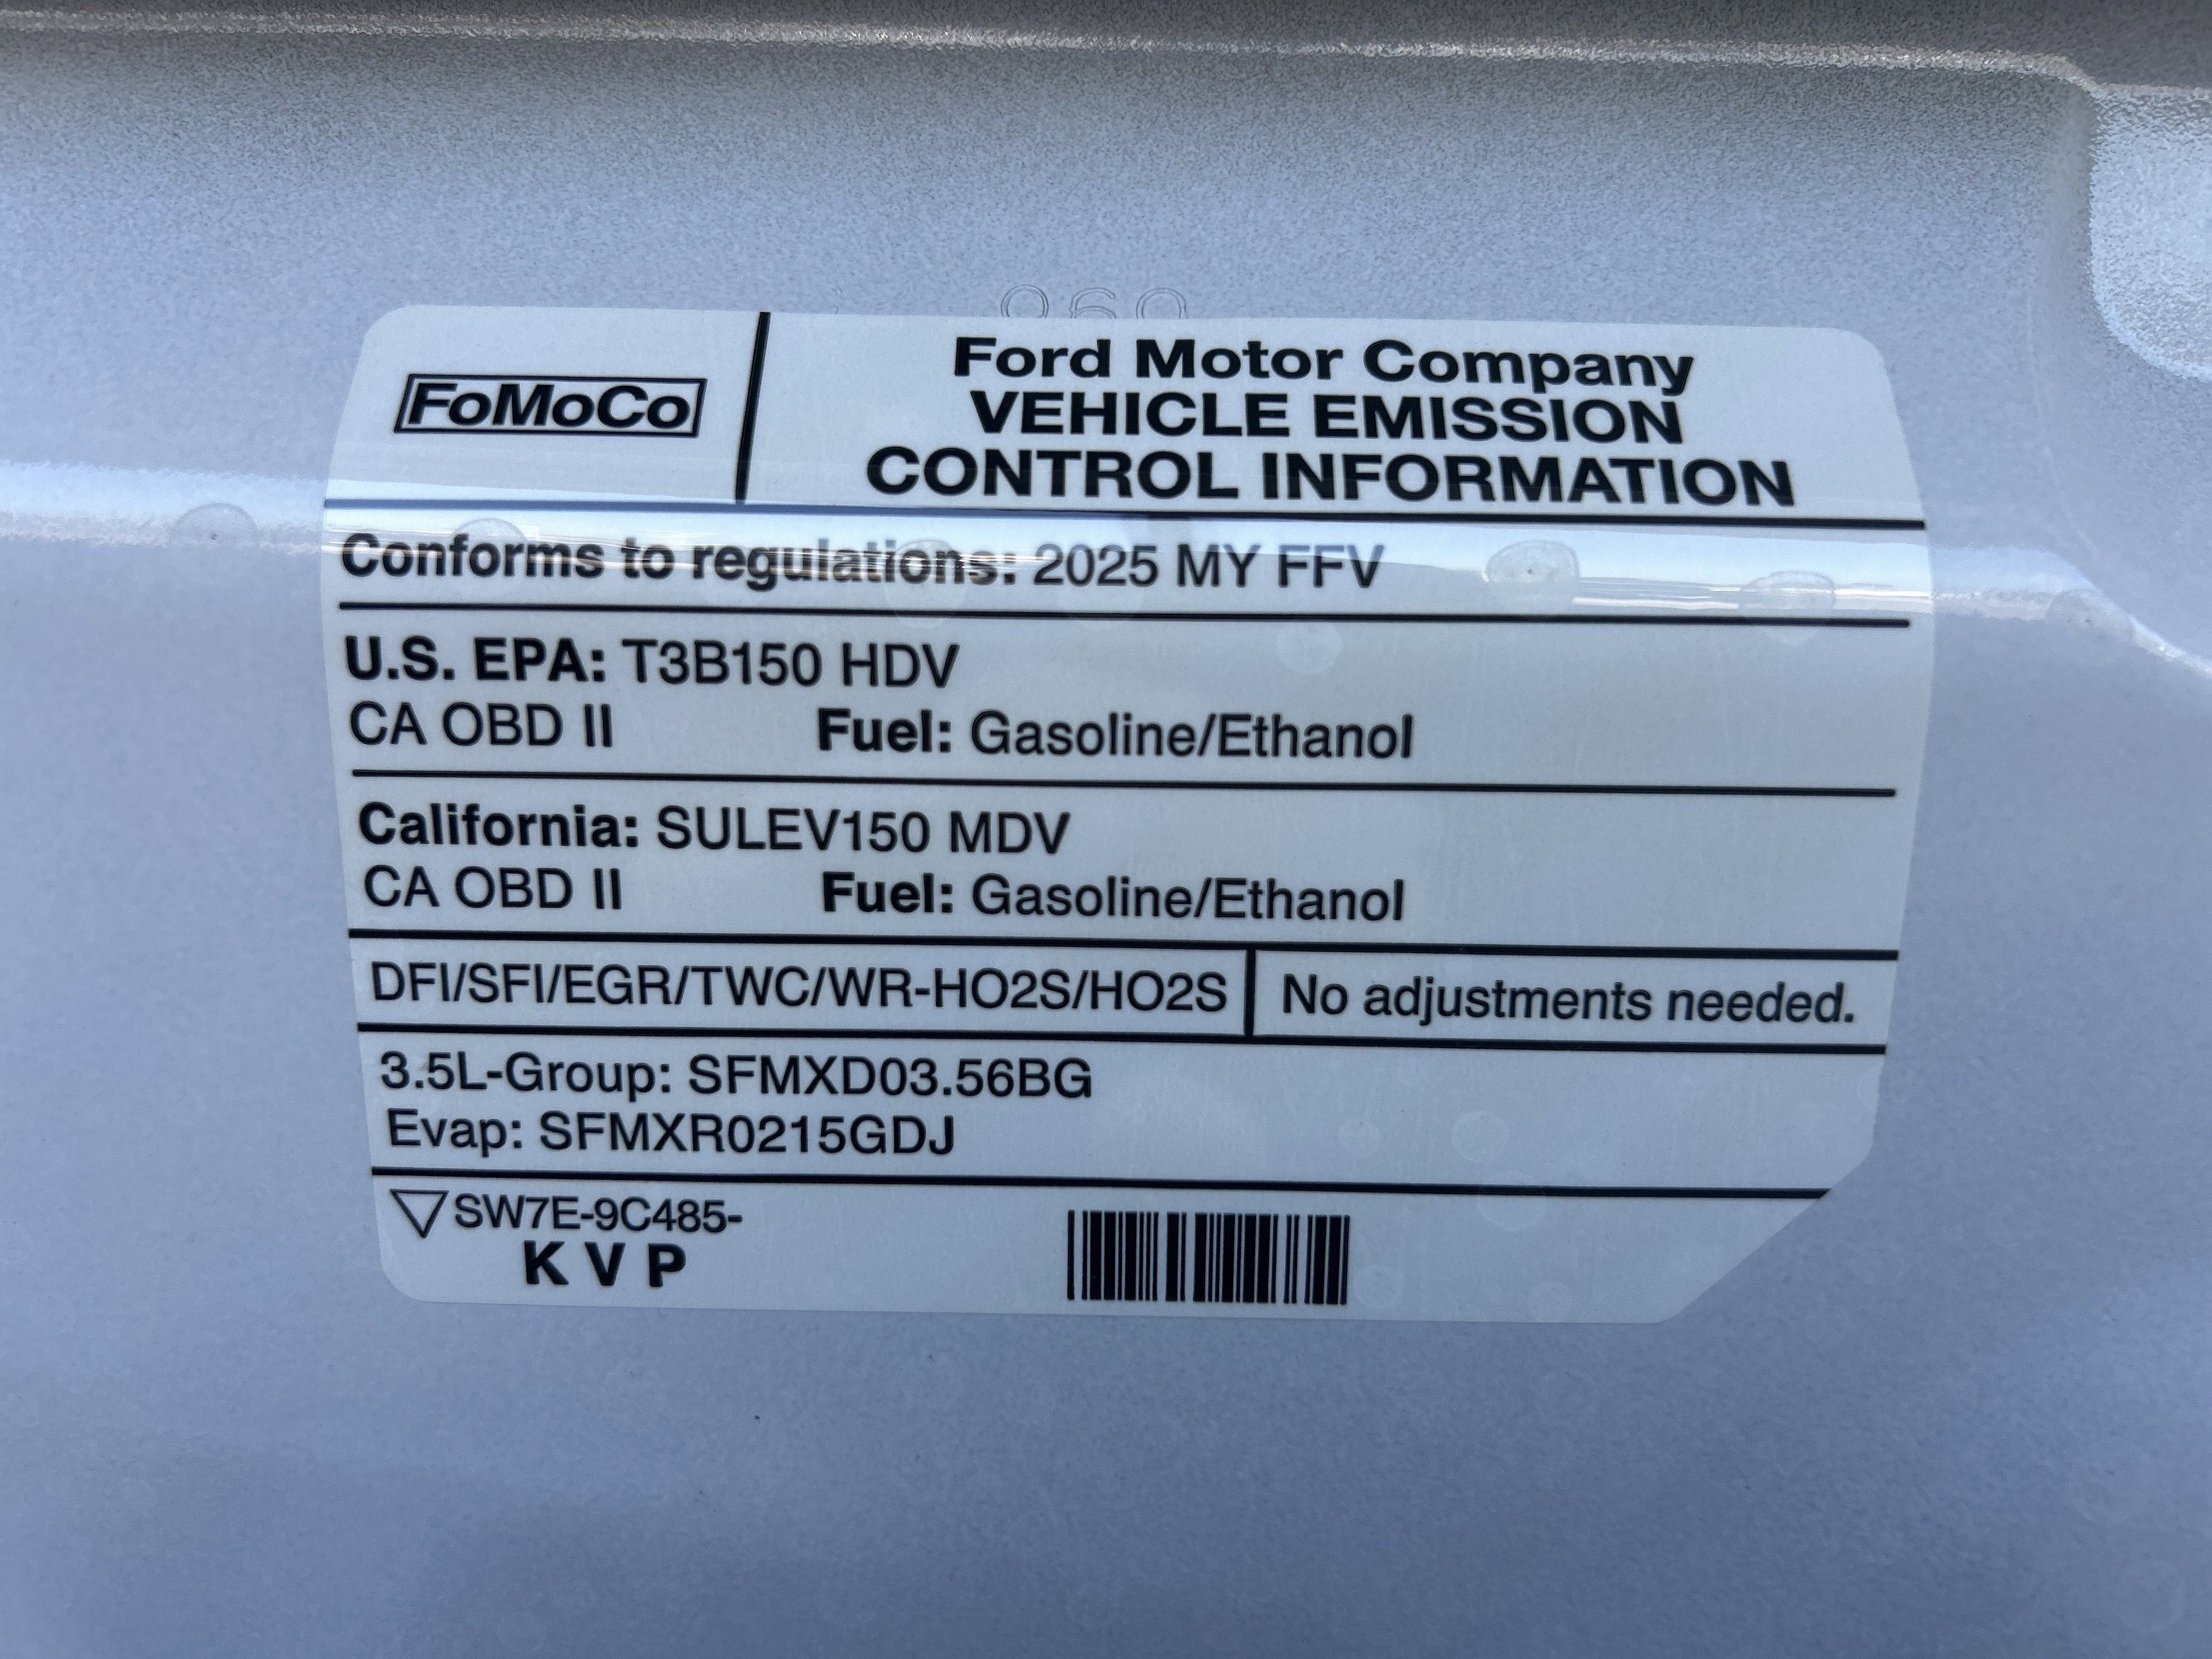 FoMoCo
Ford Motor Company
VEHICLE EMISSION
CONTROL INFORMATION
Conforms to regulations: 2025 MY FFV
U.S. EPA: T3B150 HDV
CA OBD II Fuel: Gasoline/Ethanol
California: SULEV150 MDV
CA OBD II Fuel: Gasoline/Ethanol
DFI/SFI/EGR/TWC/WR-HO2S/HO2S
No adjustments needed.
3.5L-Group: SFMXD03.56BG
Evap: SFMXR0215GDJ
SW7E-9C485-
K V P